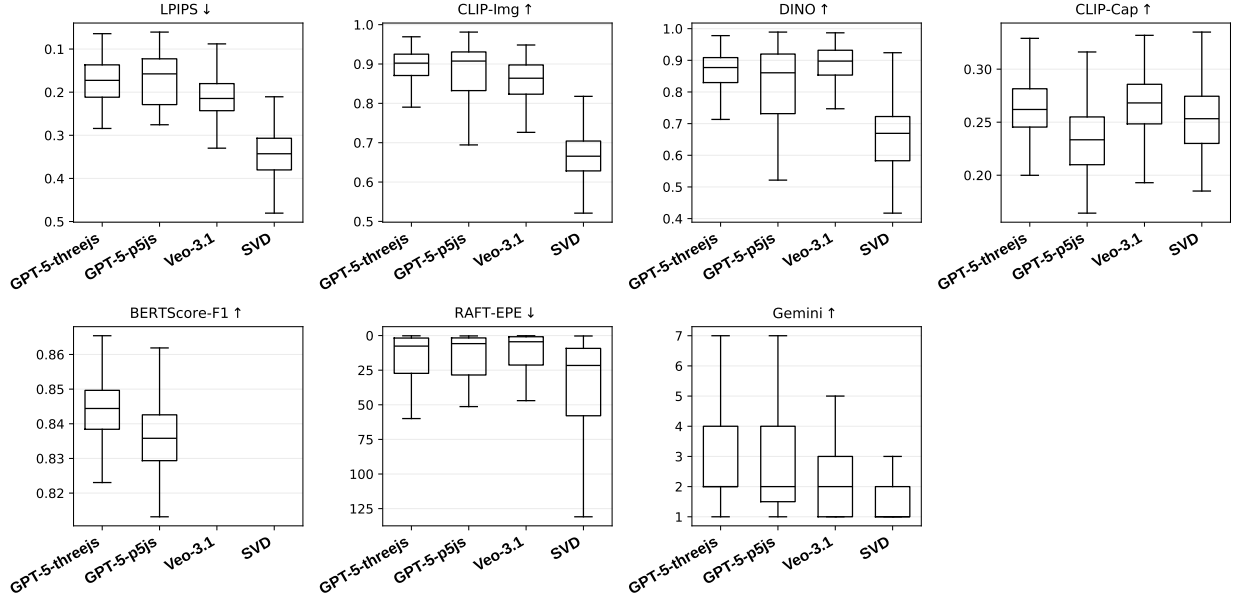 LPIPS ↓
0.1
0.2
0.3
0.4
0.5
GPT-5-threejs
GPT-5-p5js
Veo-3.1
SVD
CLIP-Img ↑
1.0
0.9
0.8
0.7
0.6
0.5
GPT-5-threejs
GPT-5-p5js
Veo-3.1
SVD
DINO ↑
1.0
0.9
0.8
0.7
0.6
0.5
0.4
GPT-5-threejs
GPT-5-p5js
Veo-3.1
SVD
CLIP-Cap ↑
0.30
0.25
0.20
GPT-5-threejs
GPT-5-p5js
Veo-3.1
SVD
BERTScore-F1 ↑
0.86
0.85
0.84
0.83
0.82
GPT-5-threejs
GPT-5-p5js
Veo-3.1
SVD
RAFT-EPE ↓
0
25
50
75
100
125
GPT-5-threejs
GPT-5-p5js
Veo-3.1
SVD
Gemini ↑
7
6
5
4
3
2
1
GPT-5-threejs
GPT-5-p5js
Veo-3.1
SVD